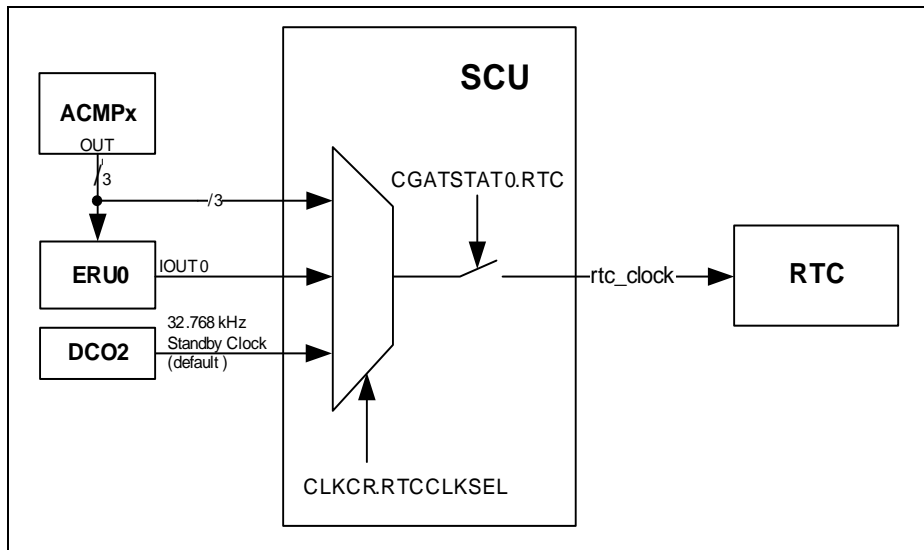 SCU
ACMPx
OUT
3
/3
CGATSTAT0.RTC
ERU0
IOUT0
rtc_clock
RTC
32.768 kHz
Standby Clock
(default )
DCO2
CLKCR.RTCCLKSEL